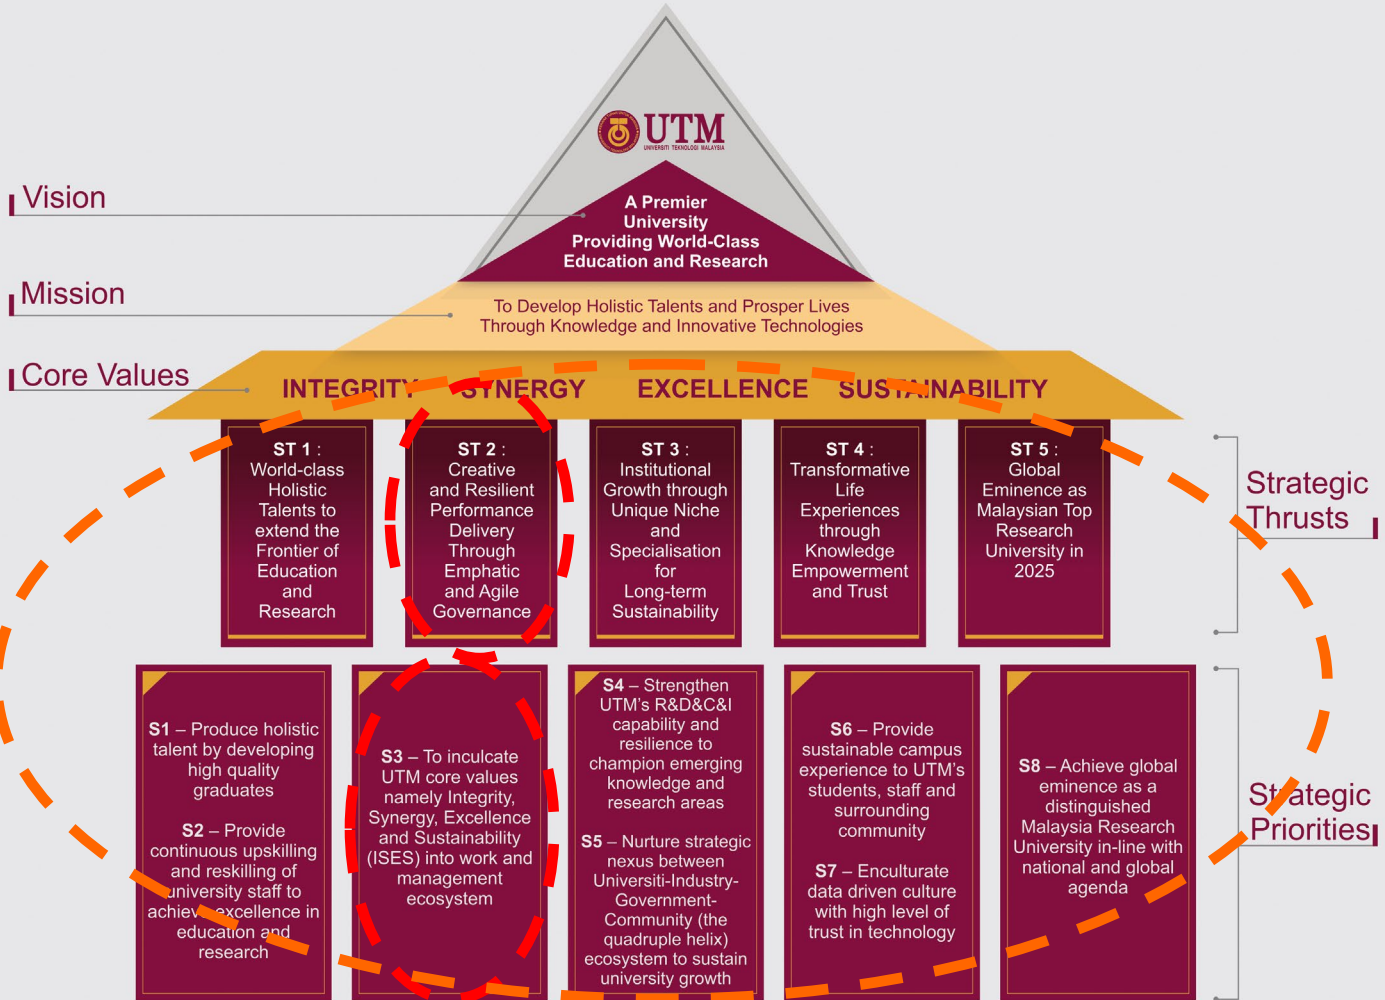 UTM
UNIVERSITI TEKNOLOGI MALAYSIA
Vision
A Premier
University
Providing World-Class
Education and Research
Mission
To Develop Holistic Talents and Prosper Lives
Through Knowledge and Innovative Technologies
Core Values
INTEGRITY SYNERGY EXCELLENCE SUSTAINABILITY
ST 1 :
World-class
Holistic
Talents to
extend the
Frontier of
Education
and
Research
ST 2 :
Creative
and Resilient
Performance
Delivery
Through
Emphatic
and Agile
Governance
ST 3 :
Institutional
Growth through
Unique Niche
and
Specialisation
for
Long-term
Sustainability
ST 4 :
Transformative
Life
Experiences
through
Knowledge
Empowerment
and Trust
ST 5 :
Global
Eminence as
Malaysian Top
Research
University in
2025
Strategic
Thrusts
S1 – Produce holistic
talent by developing
high quality
graduates
S2 – Provide
continuous upskilling
and reskilling of
university staff to
achieve excellence in
education and
research
S3 – To inculcate
UTM core values
namely Integrity,
Synergy, Excellence
and Sustainability
(ISES) into work and
management
ecosystem
S4 – Strengthen
UTM's R&D&C&I
capability and
resilience to
champion emerging
knowledge and
research areas
S5 – Nurture strategic
nexus between
Universiti-Industry-
Government-
Community (the
quadruple helix)
ecosystem to sustain
university growth
S6 – Provide
sustainable campus
experience to UTM's
students, staff and
surrounding
community
S7 – Enculturate
data driven culture
with high level of
trust in technology
S8 – Achieve global
eminence as a
distinguished
Malaysia Research
University in-line with
national and global
agenda
Strategic
Priorities